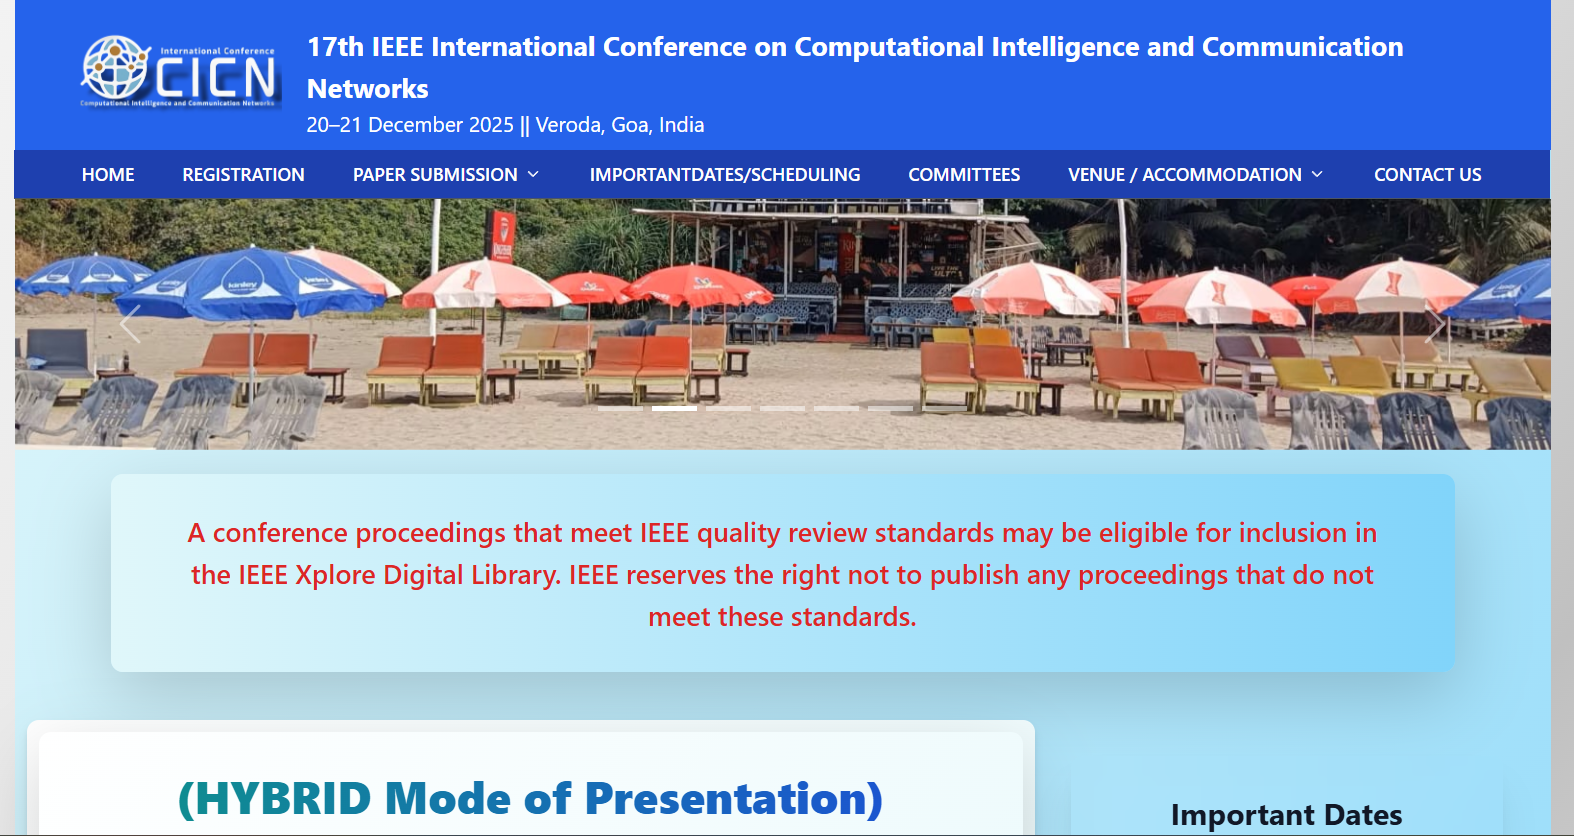 International Conference
CICN
Computational Intelligence and Communication Networks
17th IEEE International Conference on Computational Intelligence and Communication
Networks
20–21 December 2025 || Veroda, Goa, India
HOME
REGISTRATION
PAPER SUBMISSION
IMPORTANTDATES/SCHEDULING
COMMITTEES
VENUE / ACCOMMODATION
CONTACT US
kinley
A conference proceedings that meet IEEE quality review standards may be eligible for inclusion in
the IEEE Xplore Digital Library. IEEE reserves the right not to publish any proceedings that do not
meet these standards.
(HYBRID Mode of Presentation)
Important Dates